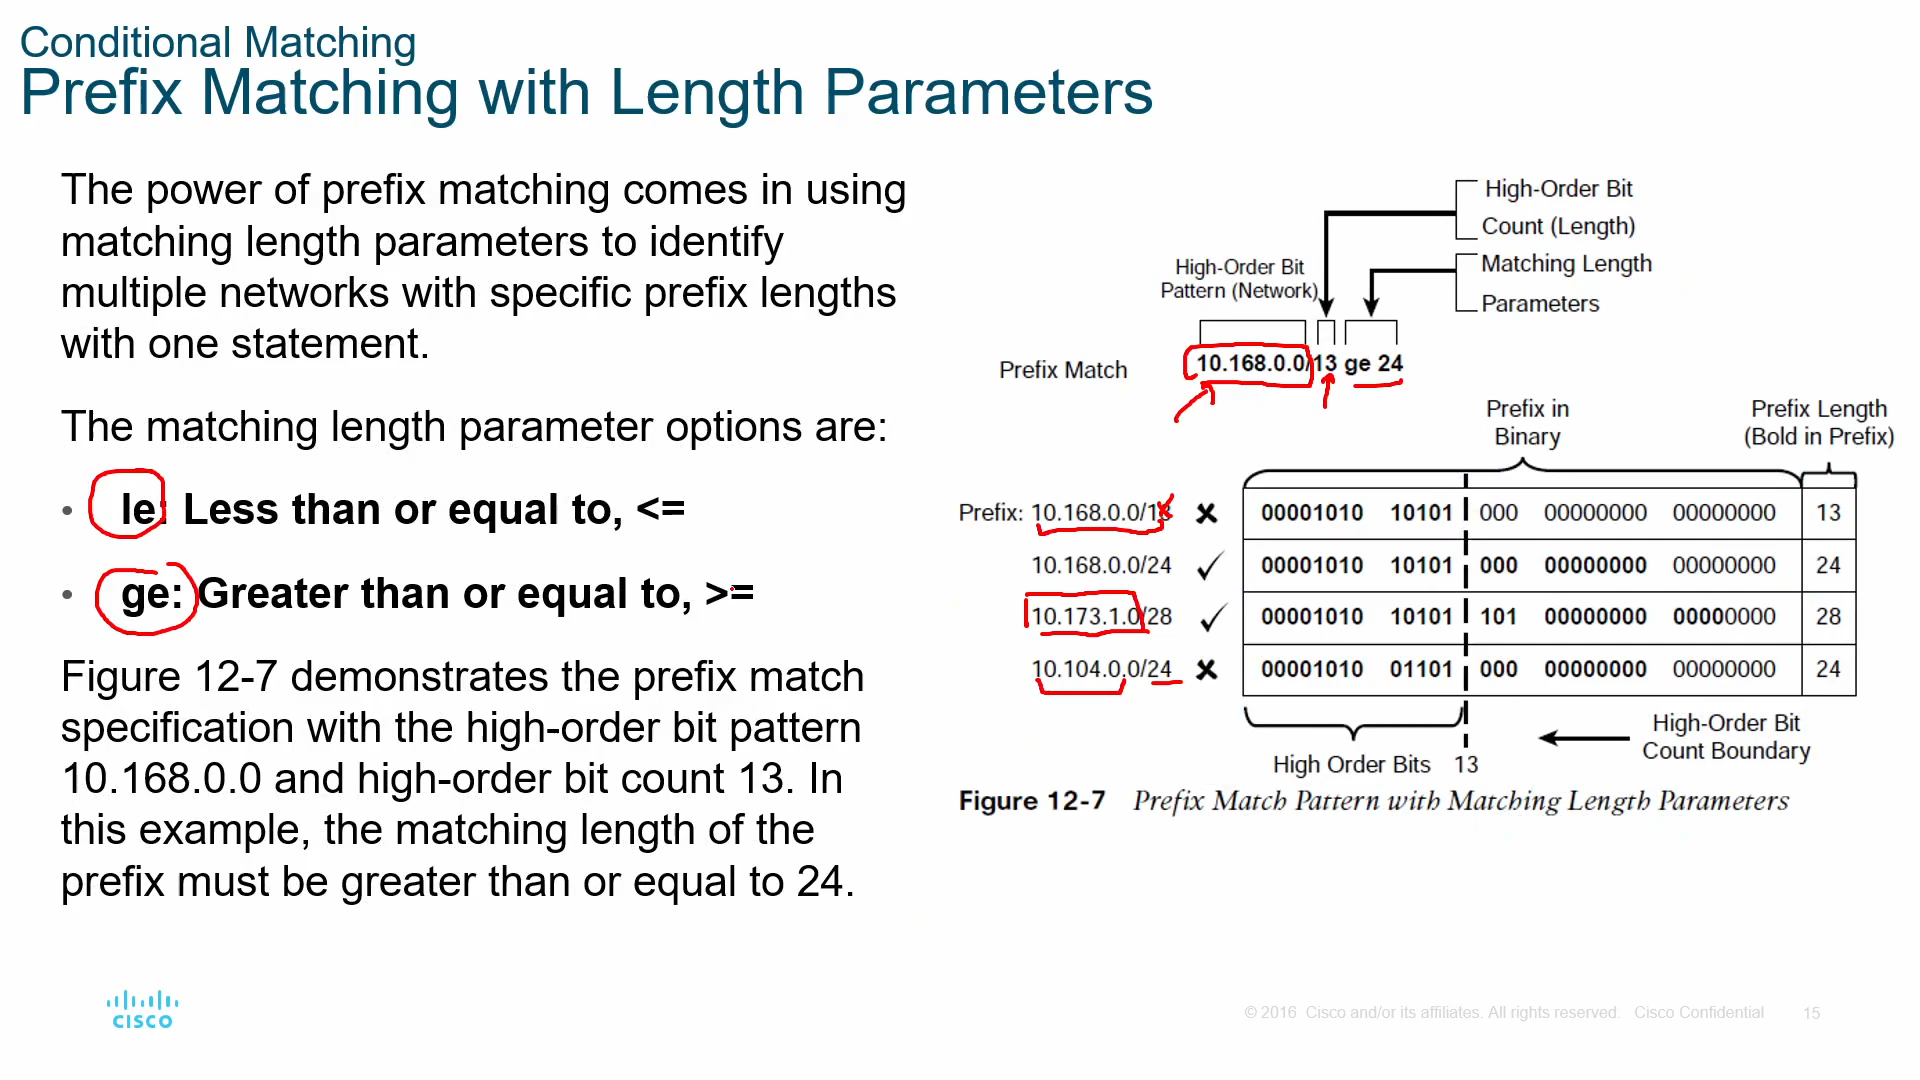 Conditional Matching
Prefix Matching with Length Parameters
The power of prefix matching comes in using
matching length parameters to identify
multiple networks with specific prefix lengths
with one statement.
The matching length parameter options are:
• le: Less than or equal to, <=
• ge: Greater than or equal to, >=
Figure 12-7 demonstrates the prefix match
specification with the high-order bit pattern
10.168.0.0 and high-order bit count 13. In
this example, the matching length of the
prefix must be greater than or equal to 24.
High-Order Bit
Count (Length)
Matching Length
Parameters
High-Order Bit
Pattern (Network)
Prefix Match 10.168.0.0/13 ge 24
Prefix in
Binary
Prefix Length
(Bold in Prefix)
Prefix: 10.168.0.0/13 ✖ 00001010 10101 000 00000000 00000000 13
10.168.0.0/24 ✓ 00001010 10101 000 00000000 00000000 24
10.173.1.0/28 ✓ 00001010 10101 101 00000000 00000000 28
10.104.0.0/24 ✖ 00001010 01101 000 00000000 00000000 24
High Order Bits 13
High-Order Bit
Count Boundary
Figure 12-7 Prefix Match Pattern with Matching Length Parameters
CISCO
© 2016 Cisco and/or its affiliates. All rights reserved. Cisco Confidential 15